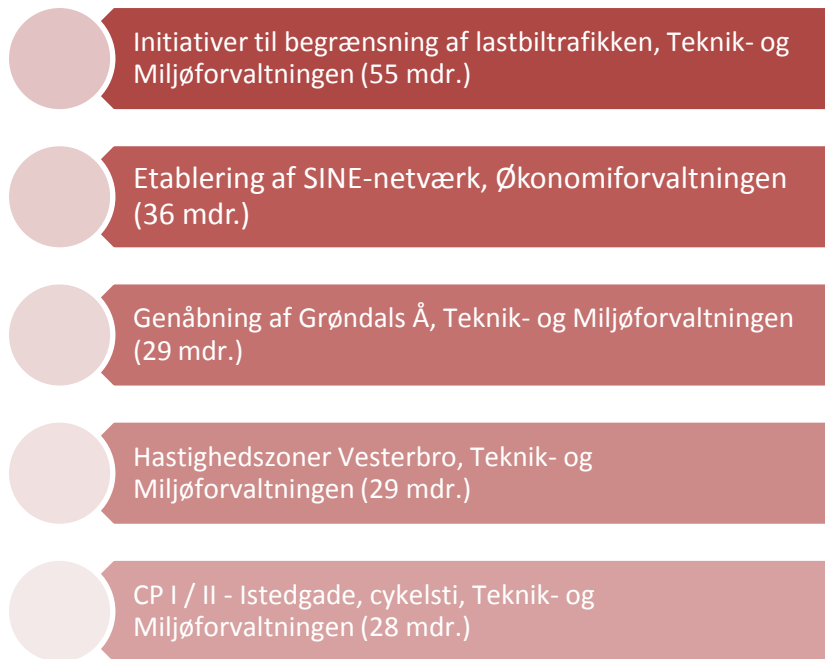 Initiativer til begrænsning af lastbiltrafikken, Teknik- og
Miljøforvaltningen (55 mdr.)
Etablering af SINE-netværk, Økonomiforvaltningen
(36 mdr.)
Genåbning af Grøndals Å, Teknik- og Miljøforvaltningen
(29 mdr.)
Hastighedszoner Vesterbro, Teknik- og
Miljøforvaltningen (29 mdr.)
CP I / II - Istedgade, cykelsti, Teknik- og
Miljøforvaltningen (28 mdr.)